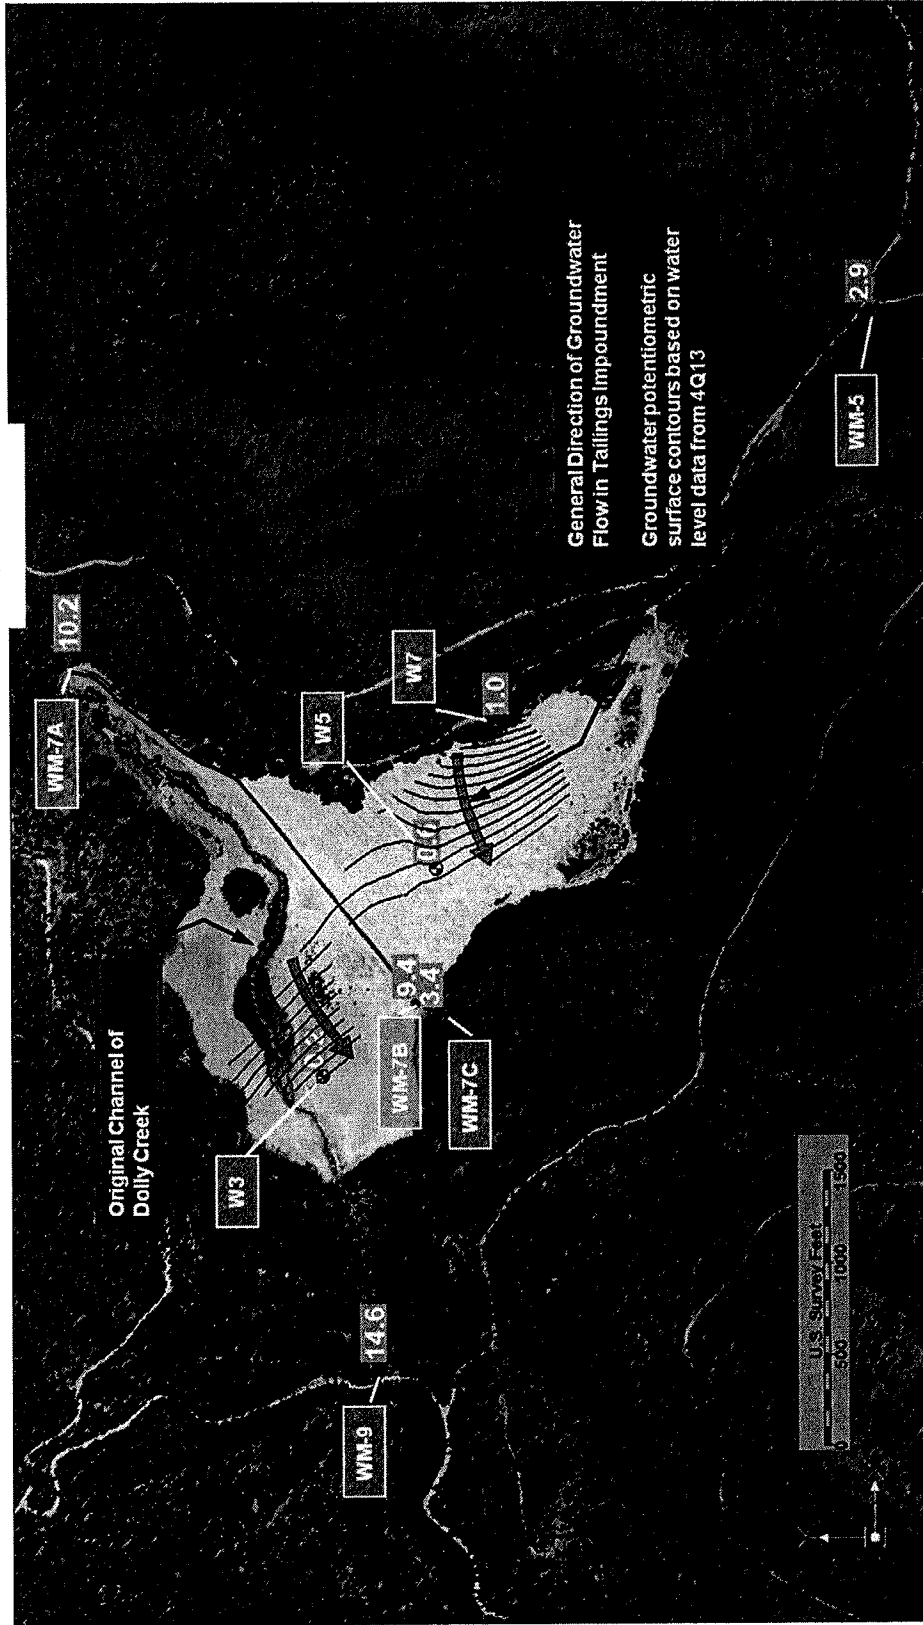 WM-7A
10.2
Original Channel of
Dolly Creek
W3
W5
WM-9
14.6
WM-7B
9.4
3.4
W7
WM-7C
1.0
General Direction of Groundwater
Flow in Tailings Impoundment
Groundwater potentiometric
surface contours based on water
level data from 4Q13
U.S. Survey Feet
0 500 1000 1500
WM-5
2.9